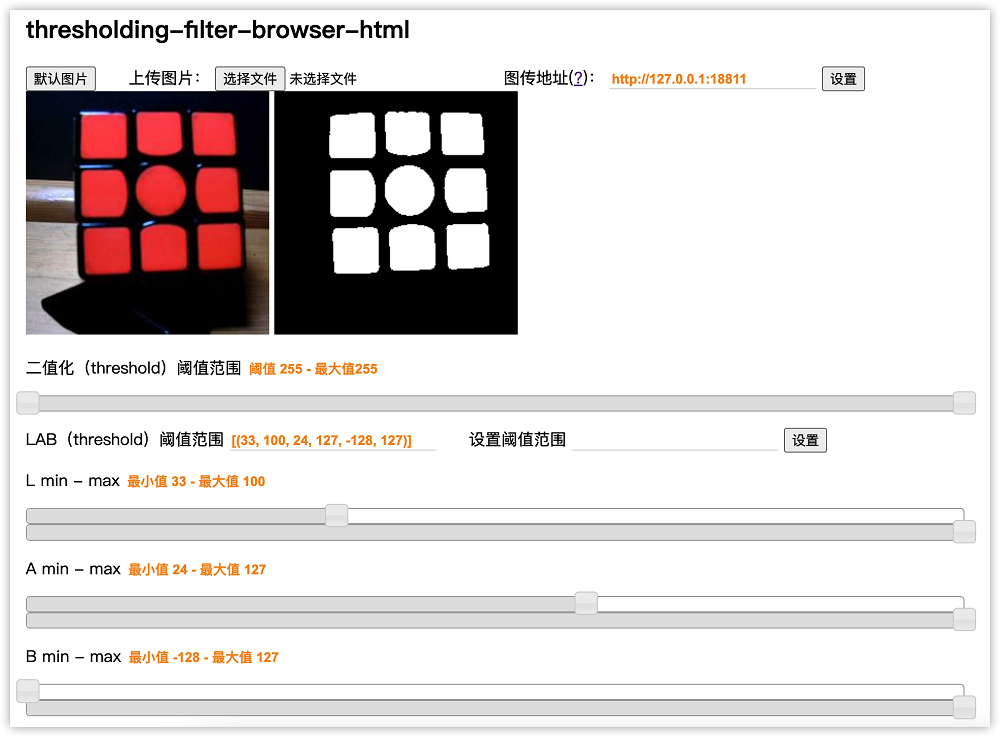 thresholding-filter-browser-html
默认图片 上传图片： 选择文件 未选择文件 图传地址(?)： http://127.0.0.1:18811 设置
二值化（threshold）阈值范围 阈值 255 - 最大值255
LAB（threshold）阈值范围 [(33, 100, 24, 127, -128, 127)] 设置阈值范围 设置
L min - max 最小值 33 - 最大值 100
A min - max 最小值 24 - 最大值 127
B min - max 最小值 -128 - 最大值 127